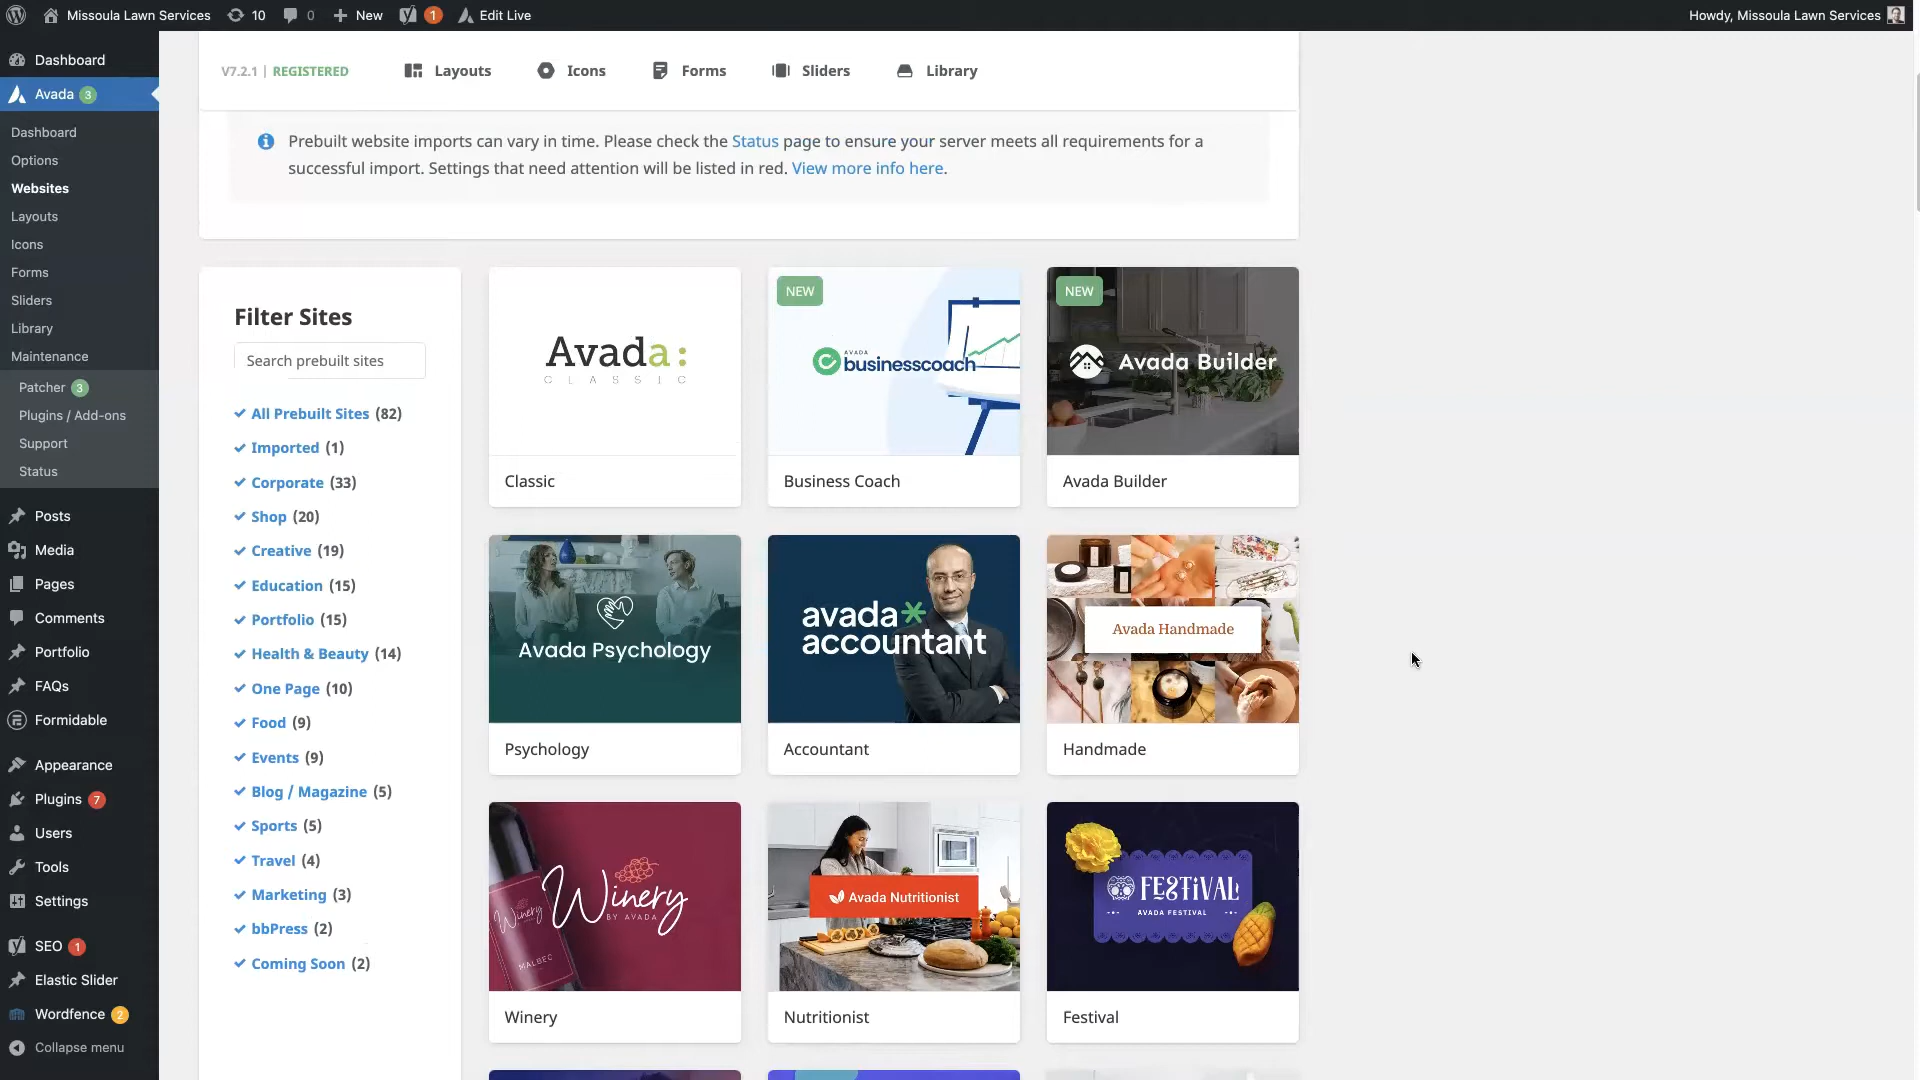 Missoula Lawn Services
10
0
New
1
Edit Live
Howdy, Missoula Lawn Services
Dashboard
Avada 3
Dashboard
Options
Websites
Layouts
Icons
Forms
Sliders
Library
Maintenance
Patcher 3
Plugins / Add-ons
Support
Status
Posts
Media
Pages
Comments
Portfolio
FAQs
Formidable
Appearance
Plugins 7
Users
Tools
Settings
SEO 1
Elastic Slider
Wordfence 2
Collapse menu
V7.2.1 | REGISTERED
Layouts
Icons
Forms
Sliders
Library
Prebuilt website imports can vary in time. Please check the Status page to ensure your server meets all requirements for a
successful import. Settings that need attention will be listed in red. View more info here.
Filter Sites
Search prebuilt sites
All Prebuilt Sites (82)
Imported (1)
Corporate (33)
Shop (20)
Creative (19)
Education (15)
Portfolio (15)
Health & Beauty (14)
One Page (10)
Food (9)
Events (9)
Blog / Magazine (5)
Sports (5)
Travel (4)
Marketing (3)
bbPress (2)
Coming Soon (2)
Avada:
CLASSIC
Classic
NEW
AVADA
businesscoach
Business Coach
NEW
Avada Builder
Avada Builder
Avada Psychology
Psychology
avada*
accountant
Accountant
Avada Handmade
Handmade
Winery
MALBEC
Winery
BY AVADA
Winery
Avada Nutritionist
Nutritionist
FESTiVAL
AVADA FESTIVAL
Festival